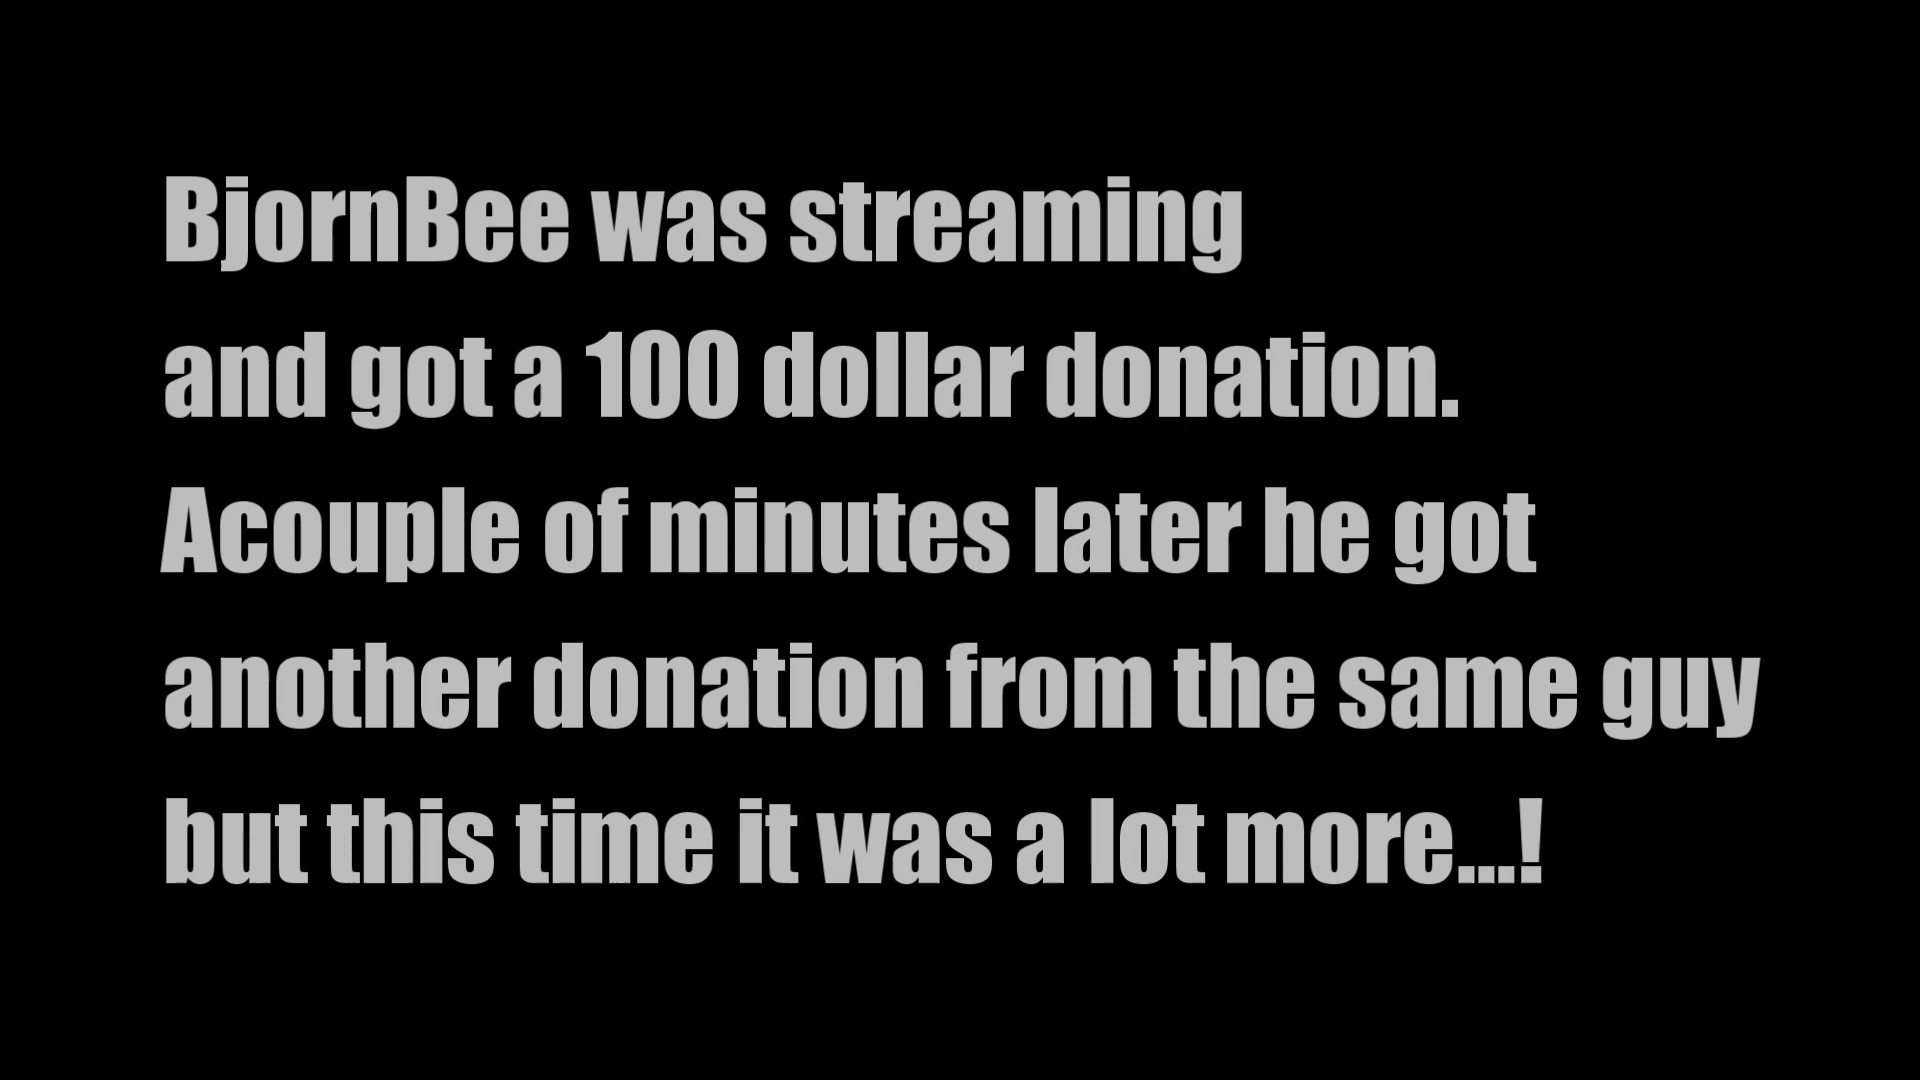 BjornBee was streaming
and got a 100 dollar donation.
Acouple of minutes later he got
another donation from the same guy
but this time it was a lot more...!